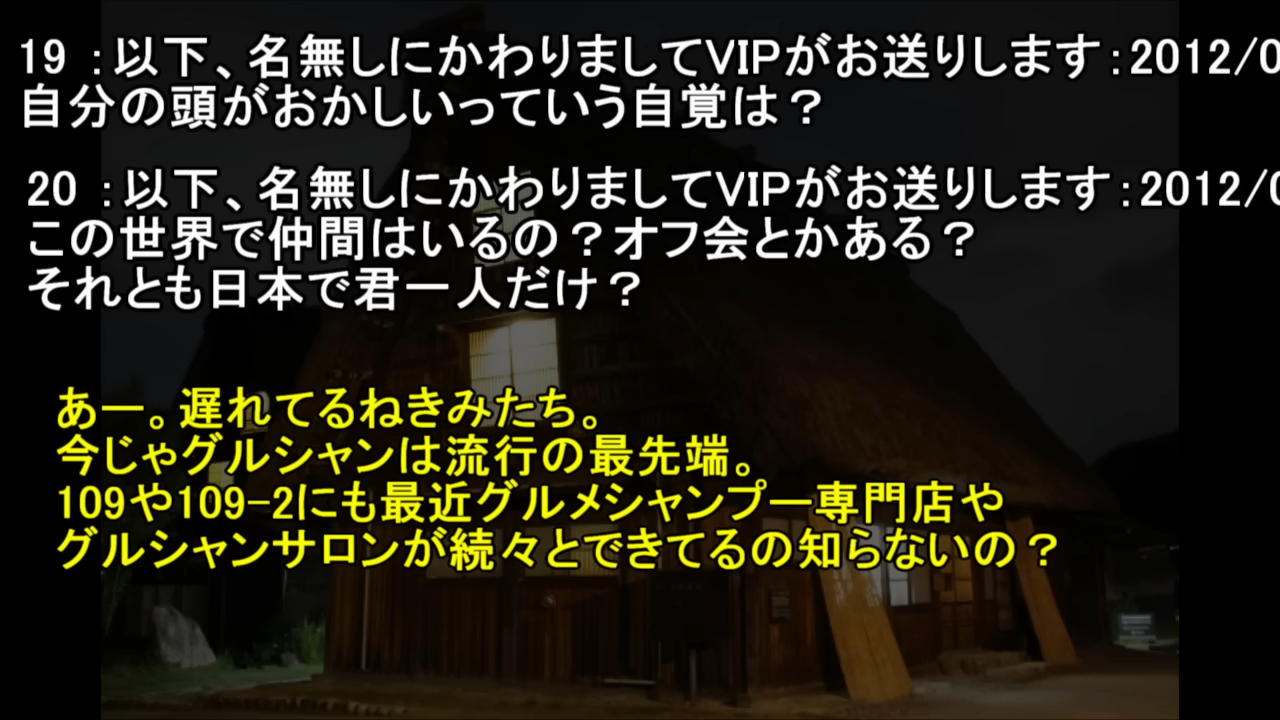 19 ：以下、名無しにかわりましてVIPがお送りします：2012/0
自分の頭がおかしいっていう自覚は？
20 ：以下、名無しにかわりましてVIPがお送りします：2012/0
この世界で仲間はいるの？オフ会とかある？
それとも日本で君一人だけ？
あー。遅れてるねきみたち。
今じゃグルシャンは流行の最先端。
109や109-2にも最近グルメシャンプー専門店や
グルシャンサロンが続々とできてるの知らないの？